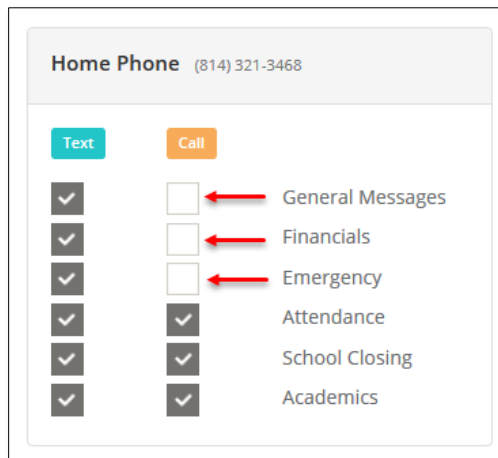 Home Phone (814) 321-3468
Text Call
General Messages
Financials
Emergency
Attendance
School Closing
Academics